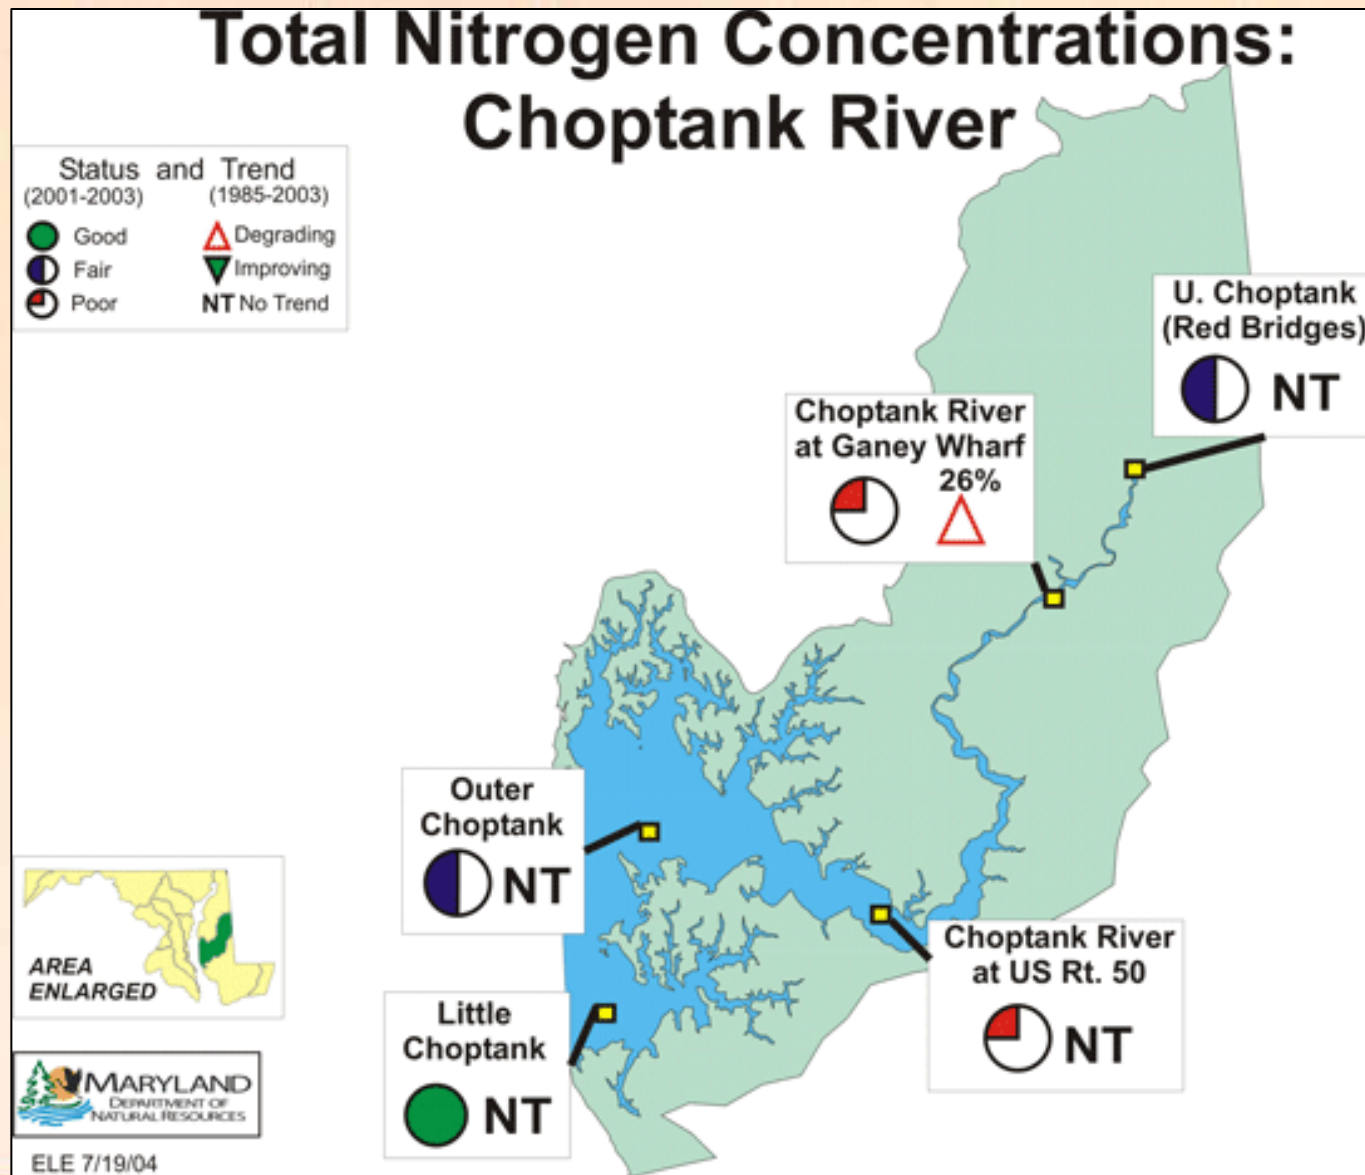 Total Nitrogen Concentrations:
Choptank River
Status and Trend
(2001-2003) (1985-2003)
Good Degrading
Fair Improving
Poor NT No Trend
U. Choptank
(Red Bridges)
NT
Choptank River
at Ganey Wharf
26%
Outer
Choptank
NT
Choptank River
at US Rt. 50
NT
Little
Choptank
NT
AREA
ENLARGED
MARYLAND
DEPARTMENT OF
NATURAL RESOURCES
ELE 7/19/04